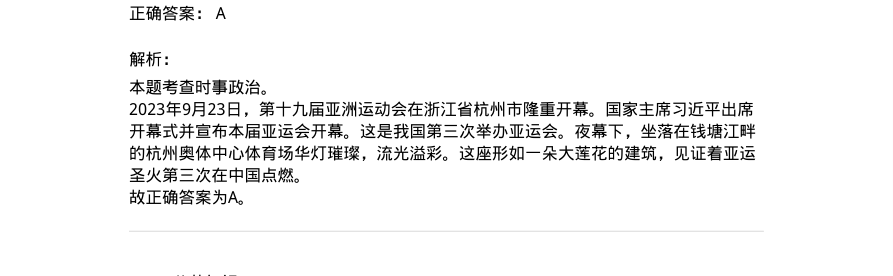 正确答案： A
解析：
本题考查时事政治。
2023年9月23日，第十九届亚洲运动会在浙江省杭州市隆重开幕。国家主席习近平出席
开幕式并宣布本届亚运会开幕。这是我国第三次举办亚运会。夜幕下，坐落在钱塘江畔
的杭州奥体中心体育场华灯璀璨，流光溢彩。这座形如一朵大莲花的建筑，见证着亚运
圣火第三次在中国点燃。
故正确答案为A。